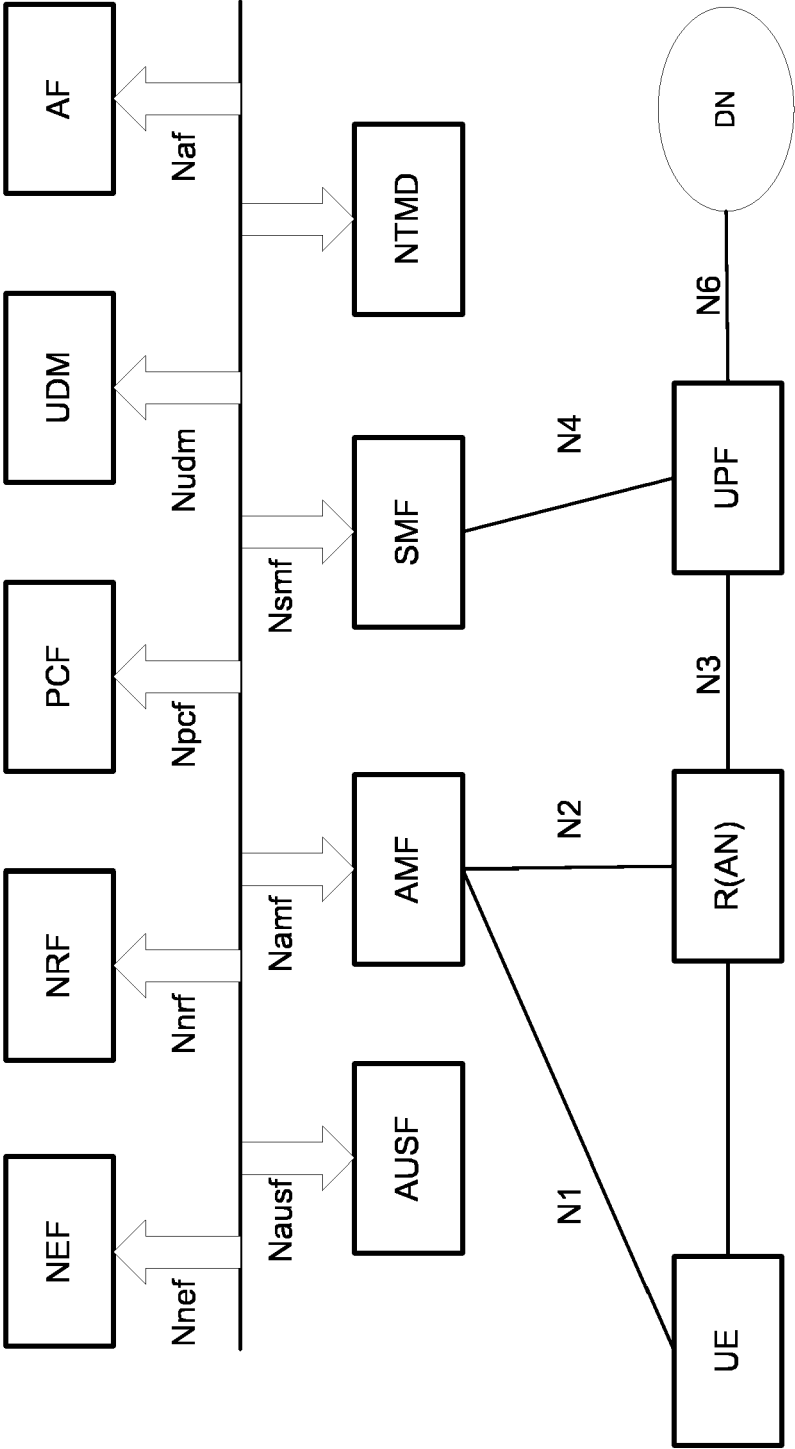 NEF
NRF
PCF
UDM
AF
Nnef
Nnrf
Npcf
Nudm
Naf
Nausf
Namf
Nsmf
AUSF
AMF
SMF
NTMD
N1
N2
N4
UE
R(AN)
N3
UPF
N6
DN